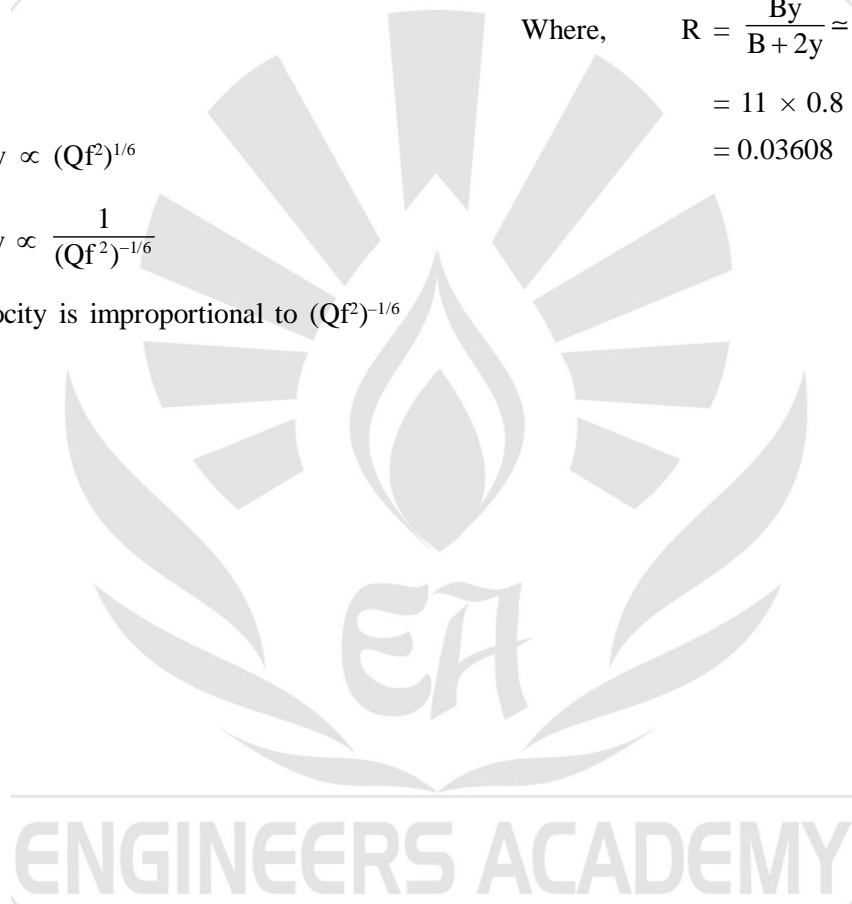 v ∝ (Qf²)^1/6
v ∝ 1/(Qf²)^–1/6
ocity is improportional to (Qf²)^–1/6
Where, R = By/(B + 2y) ≃
= 11 × 0.8
= 0.03608
EA
ENGINEERS ACADEMY